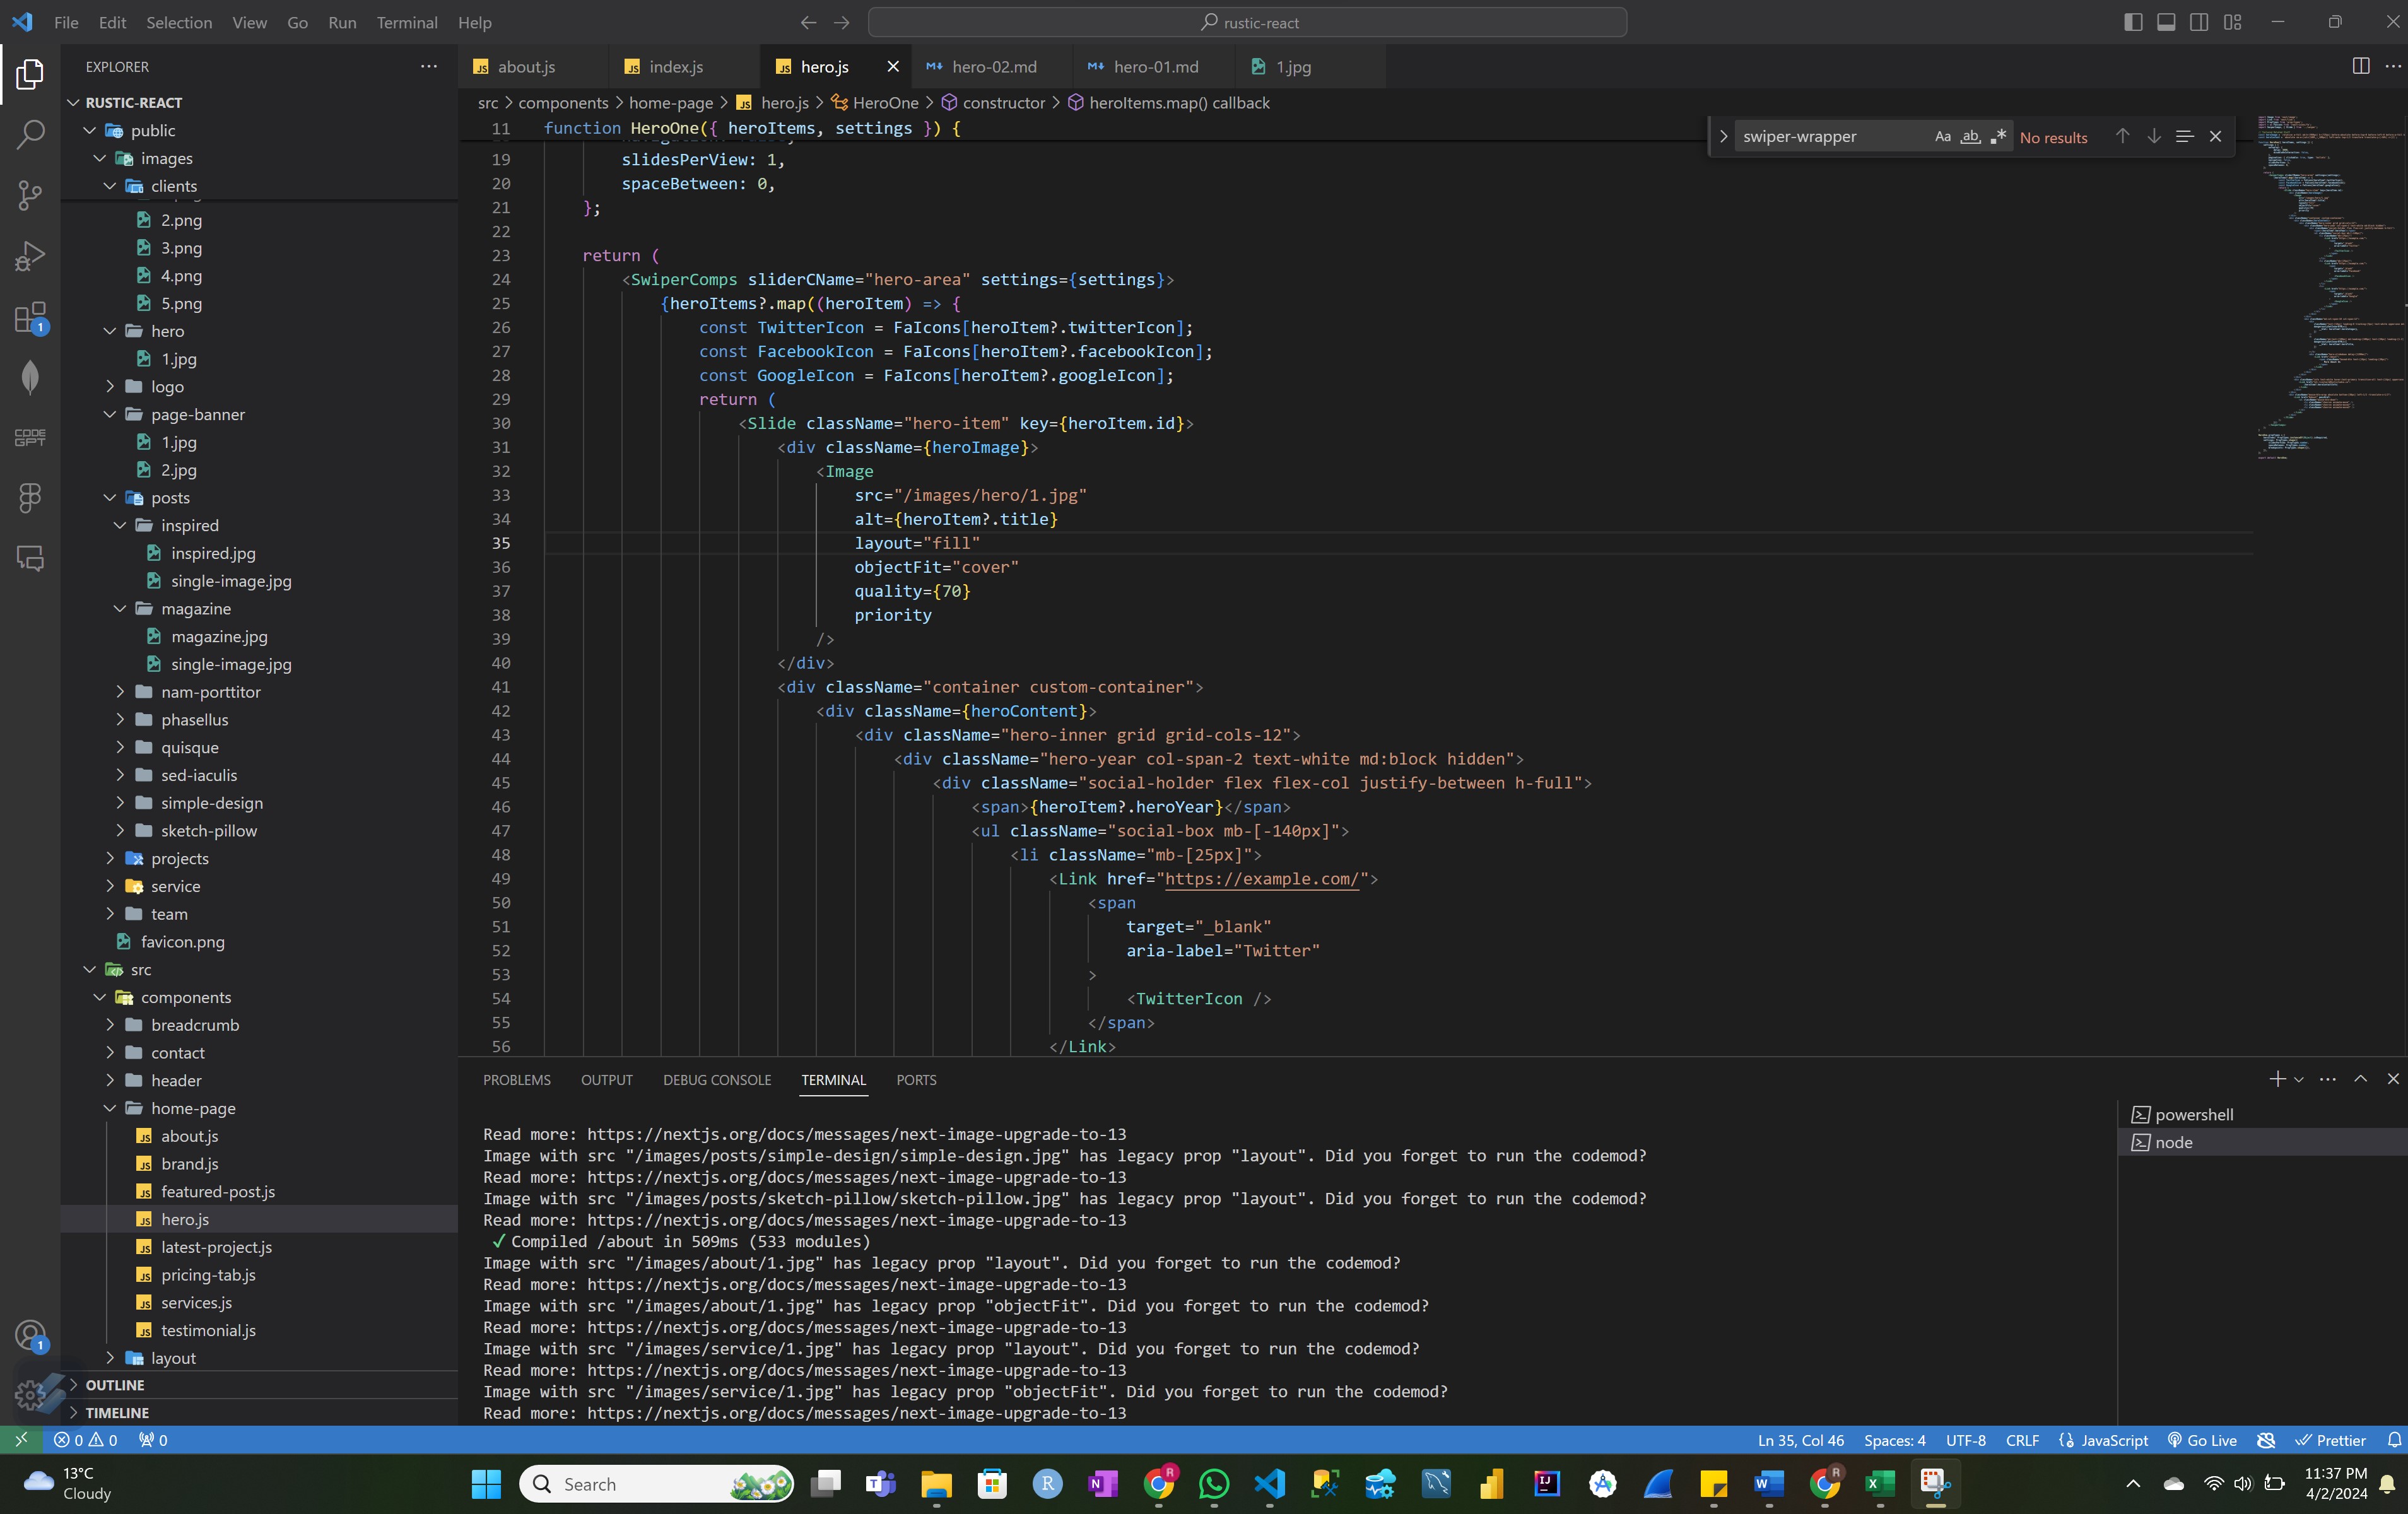 File Edit Selection View Go Run Terminal Help
rustic-react
EXPLORER
RUSTIC-REACT
public
images
clients
2.png
3.png
4.png
5.png
hero
1.jpg
logo
page-banner
1.jpg
2.jpg
posts
inspired
inspired.jpg
single-image.jpg
magazine
magazine.jpg
single-image.jpg
nam-porttitor
phasellus
quisque
sed-iaculis
simple-design
sketch-pillow
projects
service
team
favicon.png
src
components
breadcrumb
contact
header
home-page
about.js
brand.js
featured-post.js
hero.js
latest-project.js
pricing-tab.js
services.js
testimonial.js
layout
OUTLINE
TIMELINE
1
CODE
GPT
1
JS about.js JS index.js JS hero.js hero-02.md hero-01.md 1.jpg
src > components > home-page > JS hero.js > HeroOne > constructor > heroItems.map() callback
swiper-wrapper Aa ab No results
11 function HeroOne({ heroItems, settings }) {
19 slidesPerView: 1,
20 spaceBetween: 0,
21 };
22
23 return (
24 <SwiperComps sliderCName="hero-area" settings={settings}>
25 {heroItems?.map((heroItem) => {
26 const TwitterIcon = FaIcons[heroItem?.twitterIcon];
27 const FacebookIcon = FaIcons[heroItem?.facebookIcon];
28 const GoogleIcon = FaIcons[heroItem?.googleIcon];
29 return (
30 <Slide className="hero-item" key={heroItem.id}>
31 <div className={heroImage}>
32 <Image
33 src="/images/hero/1.jpg"
34 alt={heroItem?.title}
35 layout="fill"
36 objectFit="cover"
37 quality={70}
38 priority
39 />
40 </div>
41 <div className="container custom-container">
42 <div className={heroContent}>
43 <div className="hero-inner grid grid-cols-12">
44 <div className="hero-year col-span-2 text-white md:block hidden">
45 <div className="social-holder flex flex-col justify-between h-full">
46 <span>{heroItem?.heroYear}</span>
47 <ul className="social-box mb-[-140px]">
48 <li className="mb-[25px]">
49 <Link href="https://example.com/">
50 <span
51 target="_blank"
52 aria-label="Twitter"
53 >
54 <TwitterIcon />
55 </span>
56 </Link>
PROBLEMS OUTPUT DEBUG CONSOLE TERMINAL PORTS
powershell
node
Read more: https://nextjs.org/docs/messages/next-image-upgrade-to-13
Image with src "/images/posts/simple-design/simple-design.jpg" has legacy prop "layout". Did you forget to run the codemod?
Read more: https://nextjs.org/docs/messages/next-image-upgrade-to-13
Image with src "/images/posts/sketch-pillow/sketch-pillow.jpg" has legacy prop "layout". Did you forget to run the codemod?
Read more: https://nextjs.org/docs/messages/next-image-upgrade-to-13
✓ Compiled /about in 509ms (533 modules)
Image with src "/images/about/1.jpg" has legacy prop "layout". Did you forget to run the codemod?
Read more: https://nextjs.org/docs/messages/next-image-upgrade-to-13
Image with src "/images/about/1.jpg" has legacy prop "objectFit". Did you forget to run the codemod?
Read more: https://nextjs.org/docs/messages/next-image-upgrade-to-13
Image with src "/images/service/1.jpg" has legacy prop "layout". Did you forget to run the codemod?
Read more: https://nextjs.org/docs/messages/next-image-upgrade-to-13
Image with src "/images/service/1.jpg" has legacy prop "objectFit". Did you forget to run the codemod?
Read more: https://nextjs.org/docs/messages/next-image-upgrade-to-13
0 0 0
Ln 35, Col 46 Spaces: 4 UTF-8 CRLF {} JavaScript Go Live Prettier
13°C
Cloudy
Search
11:37 PM
4/2/2024